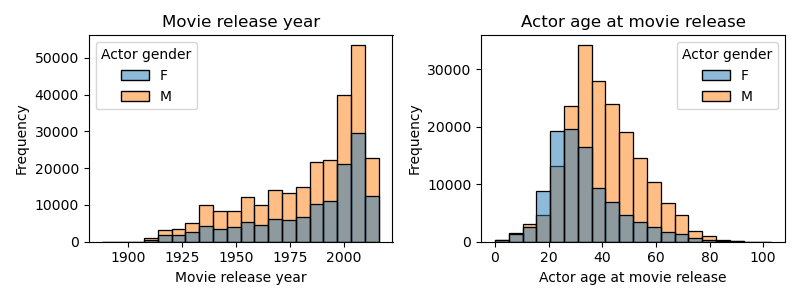 Movie release year
Actor gender
F
M
Frequency
50000
40000
30000
20000
10000
0
1900
1925
1950
1975
2000
Movie release year
Actor age at movie release
Actor gender
F
M
Frequency
30000
20000
10000
0
0
20
40
60
80
100
Actor age at movie release